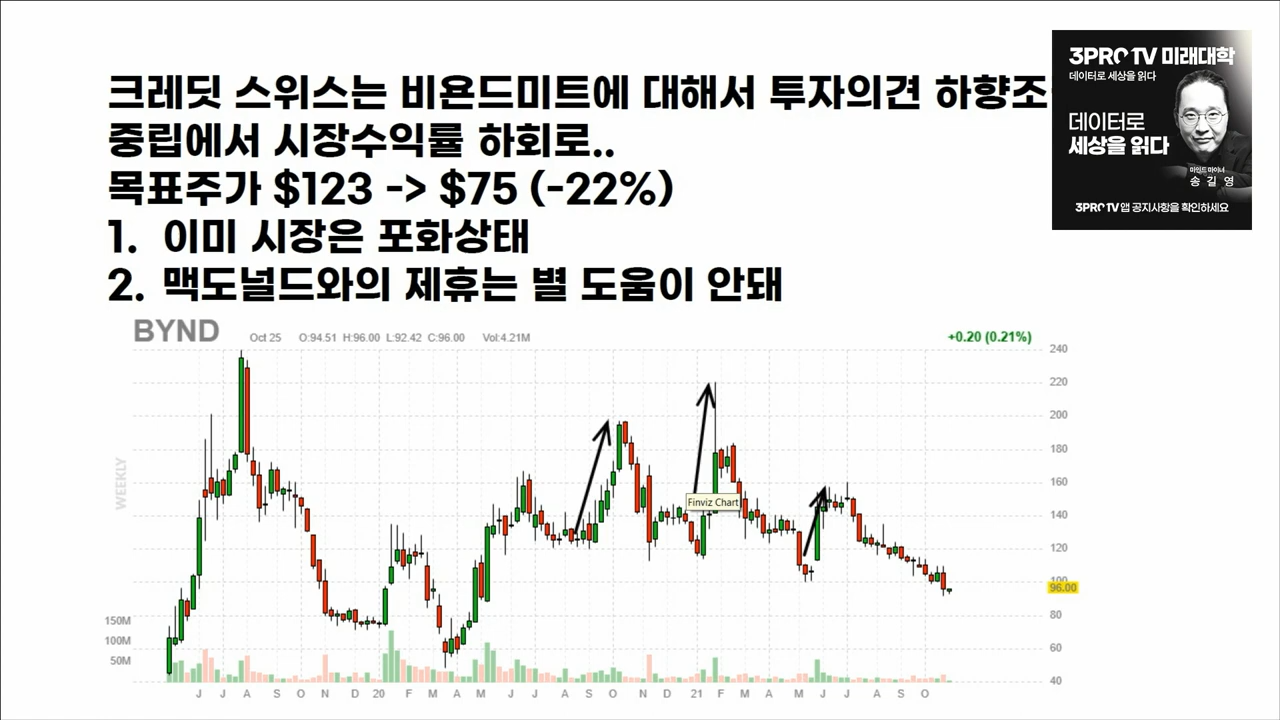 크레딧 스위스는 비욘드미트에 대해서 투자의견 하향조
중립에서 시장수익률 하회로..
목표주가 $123 -> $75 (-22%)
1. 이미 시장은 포화상태
2. 맥도널드와의 제휴는 별 도움이 안돼
3PRO TV 미래대학
데이터로 세상을 읽다
데이터로
세상을 읽다
마인드 마이너
송길영
3PRO TV 앱 공지사항을 확인하세요
BYND Oct 25 O:94.51 H:96.00 L:92.42 C:96.00 Vol:4.21M +0.20 (0.21%)
240
220
200
180
160
140
120
100
96.00
80
60
40
WEEKLY
Finviz Chart
150M
100M
50M
J J A S O N D 20 F M A M J J A S O N D 21 F M A M J J A S O